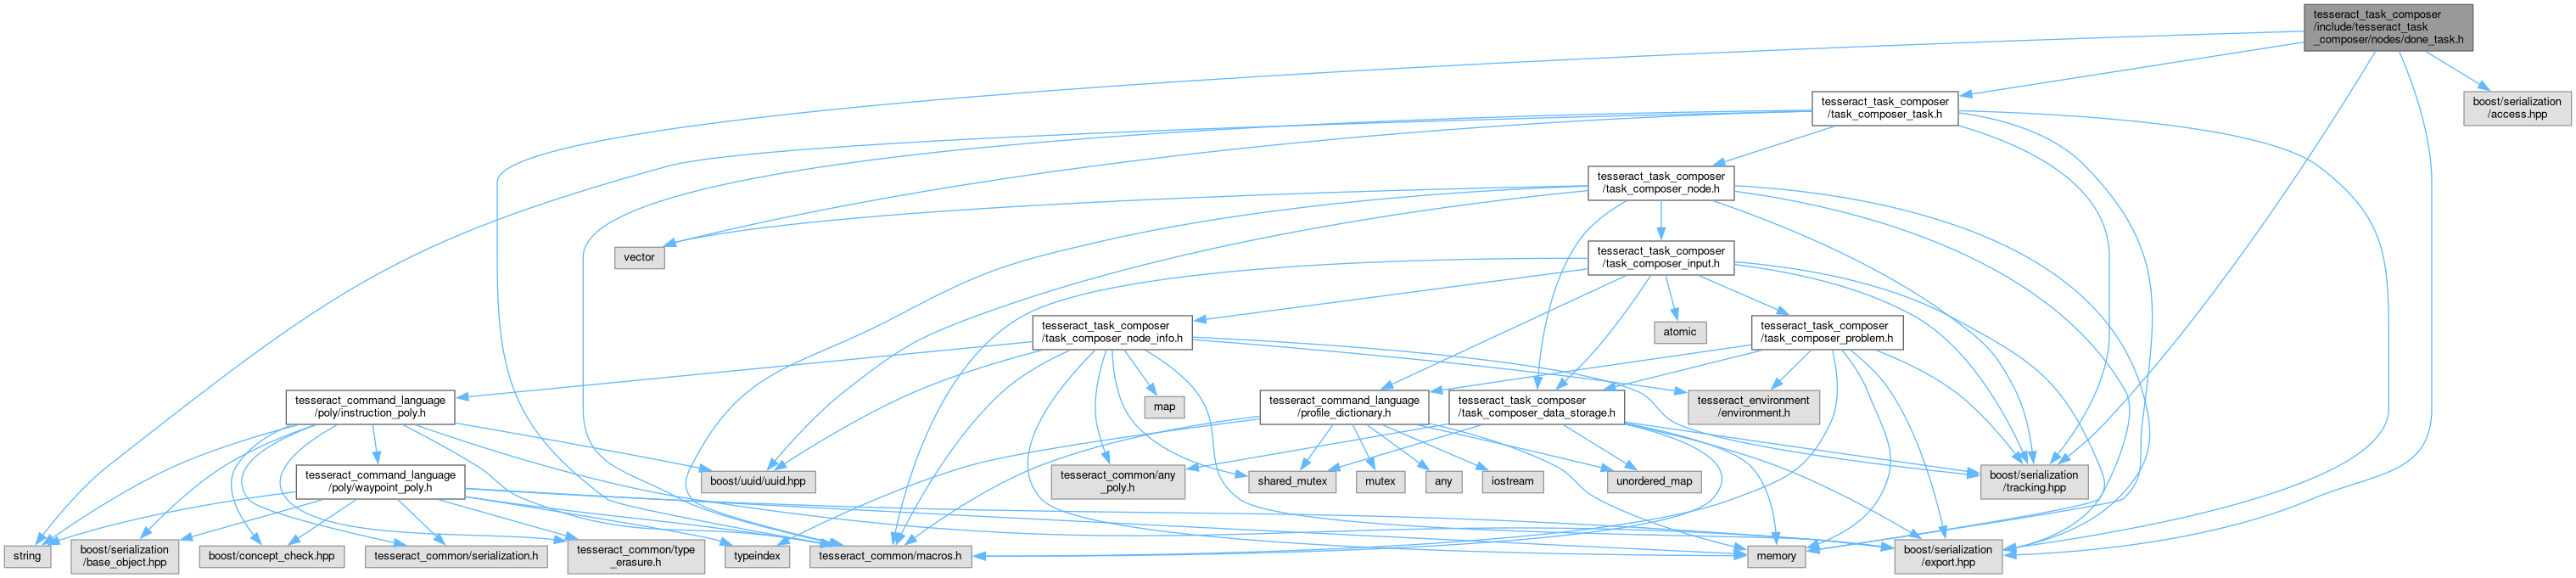 tesseract_task_composer
/include/tesseract_task
_composer/nodes/done_task.h
tesseract_task_composer
/task_composer_task.h
boost/serialization
/access.hpp
tesseract_task_composer
/task_composer_node.h
vector
tesseract_task_composer
/task_composer_input.h
tesseract_task_composer
/task_composer_node_info.h
atomic
tesseract_task_composer
/task_composer_problem.h
tesseract_command_language
/poly/instruction_poly.h
map
tesseract_command_language
/profile_dictionary.h
tesseract_task_composer
/task_composer_data_storage.h
tesseract_environment
/environment.h
tesseract_command_language
/poly/waypoint_poly.h
boost/uuid/uuid.hpp
tesseract_common/any
_poly.h
shared_mutex
mutex
any
iostream
unordered_map
boost/serialization
/tracking.hpp
string
boost/serialization
/base_object.hpp
boost/concept_check.hpp
tesseract_common/serialization.h
tesseract_common/type
_erasure.h
typeindex
tesseract_common/macros.h
memory
boost/serialization
/export.hpp